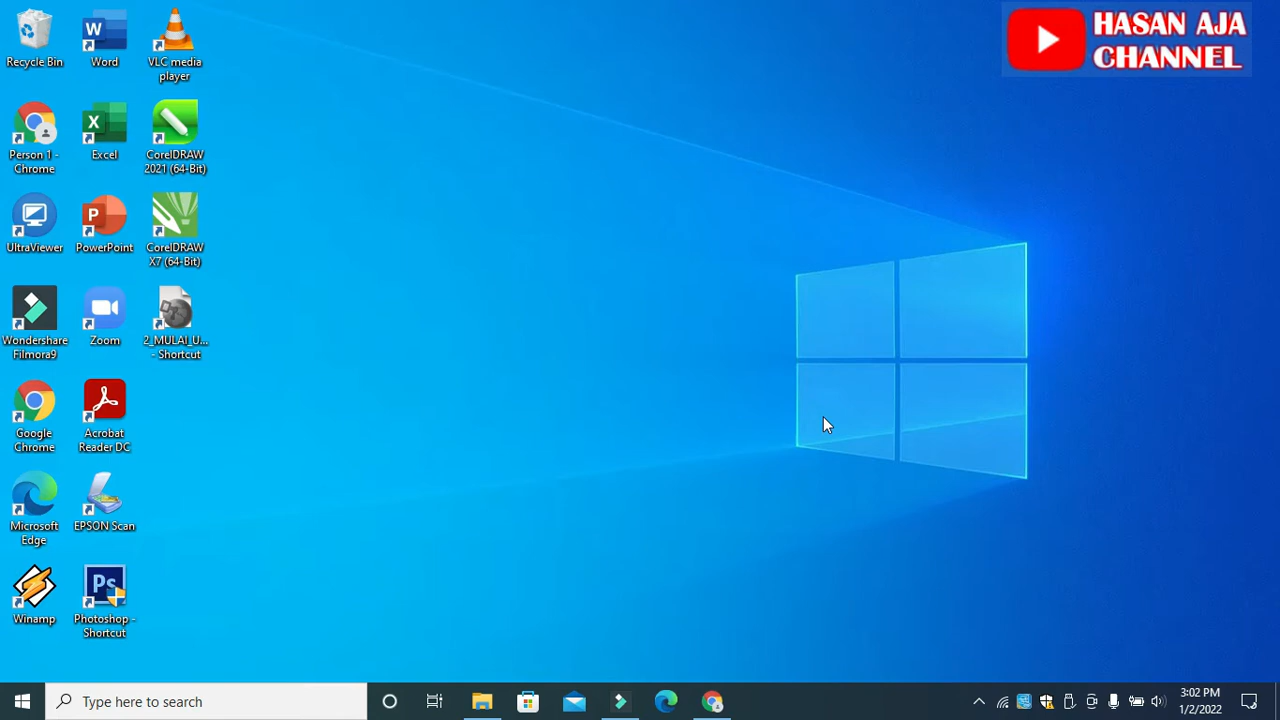 HASAN AJA
CHANNEL
Recycle Bin
Word
VLC media
player
Person 1 -
Chrome
Excel
CorelDRAW
2021 (64-Bit)
UltraViewer
PowerPoint
CorelDRAW
X7 (64-Bit)
Wondershare
Filmora9
Zoom
2_MULAI_U...
- Shortcut
Google
Chrome
Acrobat
Reader DC
Microsoft
Edge
EPSON Scan
Winamp
Photoshop -
Shortcut
Type here to search
3:02 PM
1/2/2022